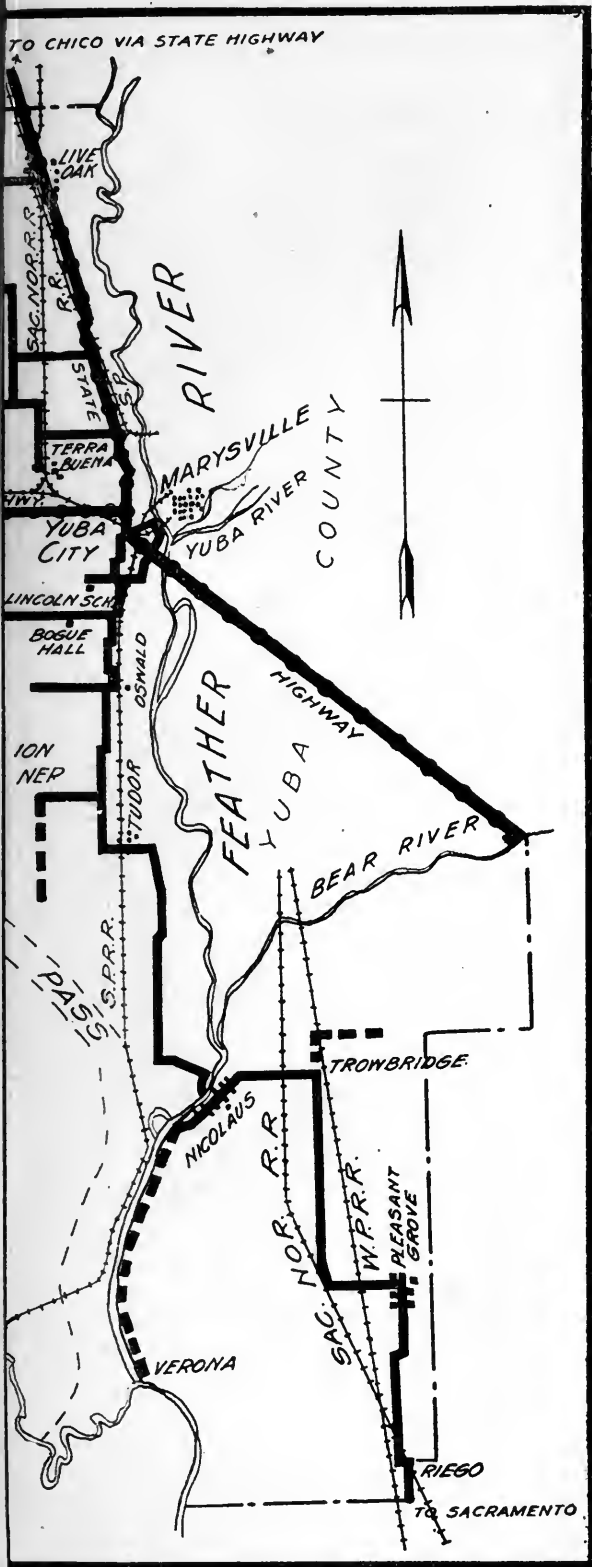 TO CHICO VIA STATE HIGHWAY
LIVE
OAK
SAC. NOR. R. R.
R. R.
STATE
S. P.
RIVER
TERRA
BUENA
MARYSVILLE
HWY.
YUBA
CITY
YUBA RIVER
COUNTY
LINCOLN SCH.
BOGUE
HALL
OSWALD
HIGHWAY
FEATHER
YUBA
ION
NER
TUDOR
BEAR RIVER
S.P.R.R.
PASS
TROWBRIDGE.
NICOLAUS
R. R.
NOR.
SAC.
W.P.R.R.
PLEASANT
GROVE
VERONA
RIEGO
TO SACRAMENTO